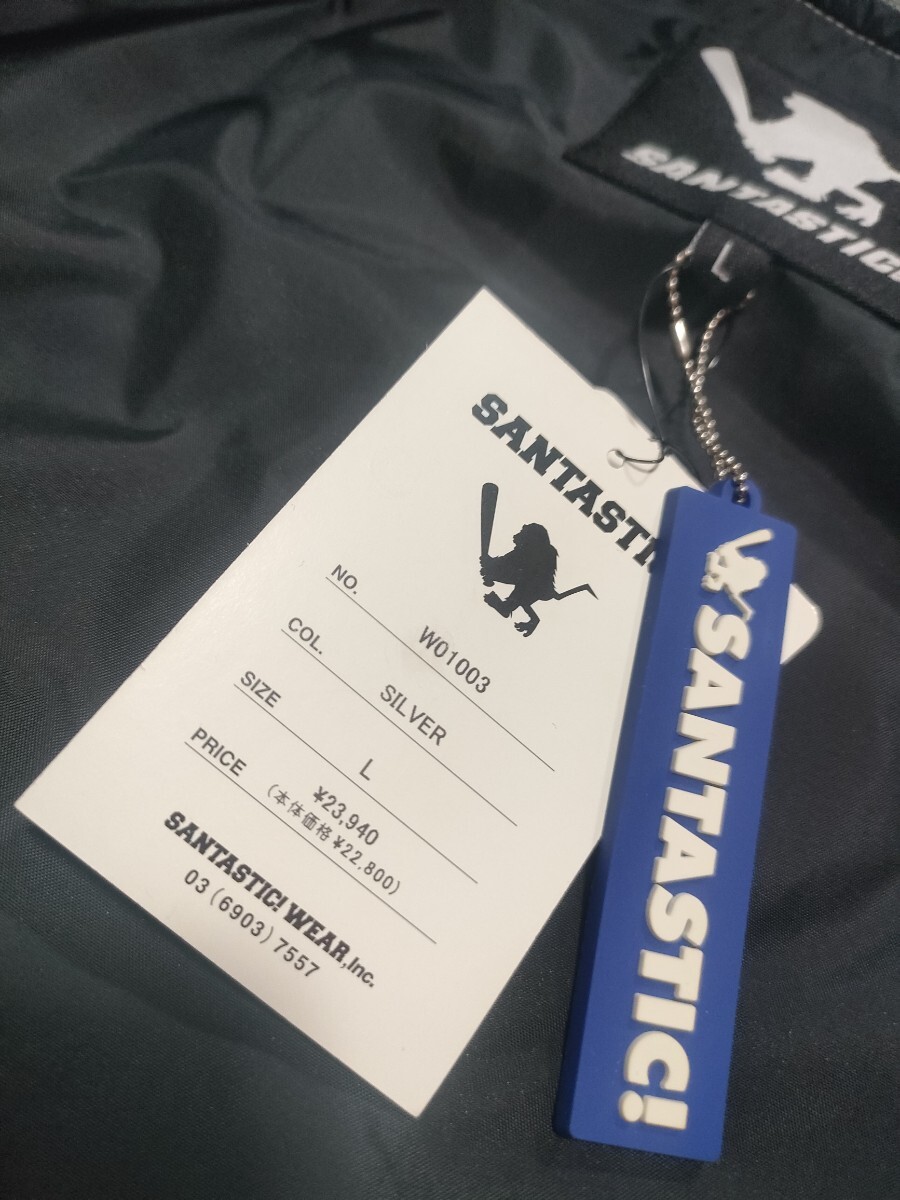 SANTASTIC!
L
SANTASTI
NO. W01003
COL. SILVER
SIZE L
PRICE ¥23,940
(本体価格¥22,800)
SANTASTIC! WEAR,Inc.
03(6903)7557
SANTASTIC!